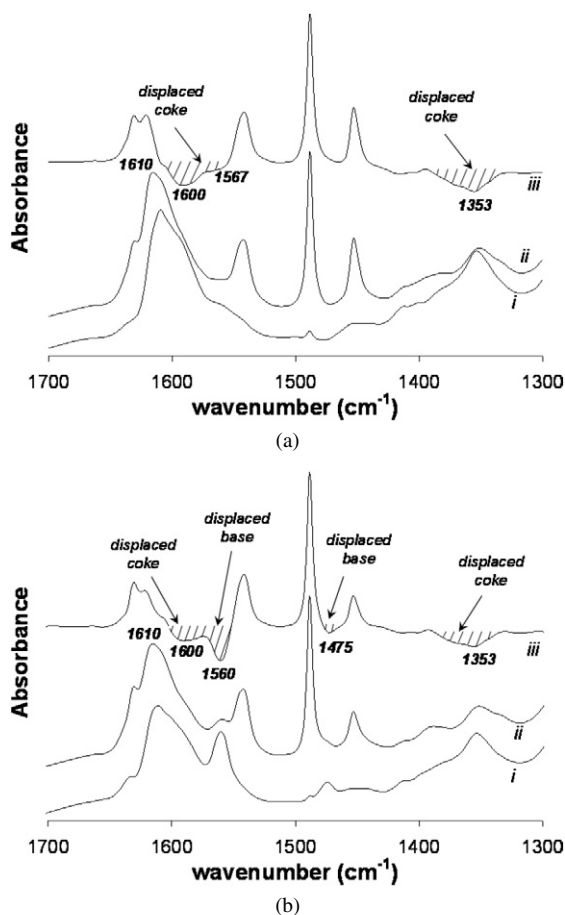 Absorbance
displaced
coke
displaced
coke
1610
1600
1567
1353
iii
ii
i
1700 1600 1500 1400 1300
wavenumber (cm⁻¹)
(a)
Absorbance
displaced
coke
displaced
base
displaced
base
displaced
coke
1610
1600
1560
1475
1353
iii
ii
i
1700 1600 1500 1400 1300
wavenumber (cm⁻¹)
(b)